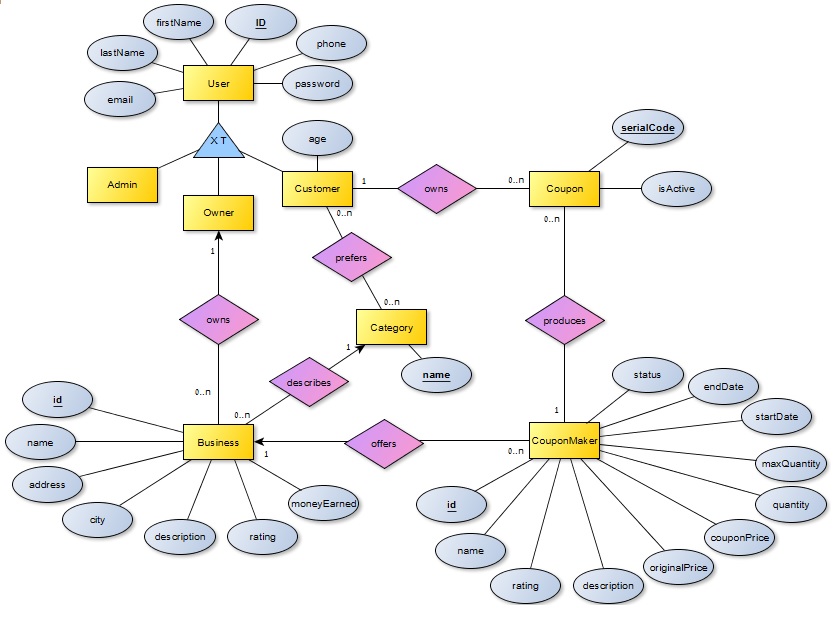 firstName
ID
lastName
phone
User
password
email
serialCode
X T
age
Admin
Customer
1
owns
0..n
Coupon
isActive
Owner
0..n
0..n
1
prefers
0..n
owns
Category
produces
1
describes
name
status
endDate
id
0..n
0..n
1
startDate
name
Business
1
offers
0..n
CouponMaker
maxQuantity
address
moneyEarned
id
quantity
city
description
rating
name
couponPrice
originalPrice
rating
description